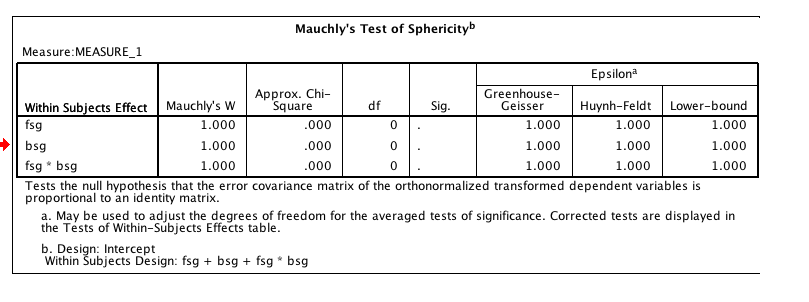 Mauchly's Test of Sphericityb
Measure:MEASURE_1
Epsilona
Within Subjects Effect Mauchly's W Approx. Chi-Square df Sig. Greenhouse-Geisser Huynh-Feldt Lower-bound
fsg 1.000 .000 0 . 1.000 1.000 1.000
bsg 1.000 .000 0 . 1.000 1.000 1.000
fsg * bsg 1.000 .000 0 . 1.000 1.000 1.000
Tests the null hypothesis that the error covariance matrix of the orthonormalized transformed dependent variables is
proportional to an identity matrix.
a. May be used to adjust the degrees of freedom for the averaged tests of significance. Corrected tests are displayed in
the Tests of Within-Subjects Effects table.
b. Design: Intercept
Within Subjects Design: fsg + bsg + fsg * bsg